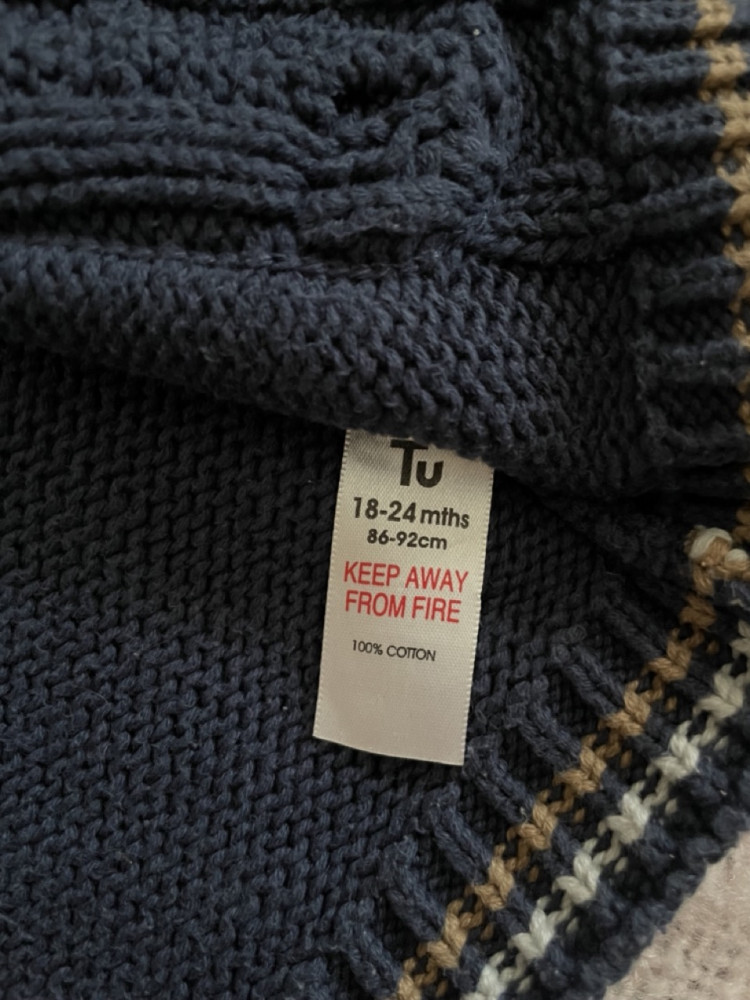 Tu
18-24 mths
86-92cm
KEEP AWAY
FROM FIRE
100% COTTON